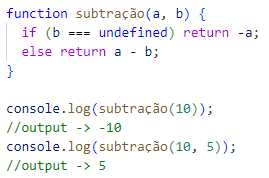 function subtração(a, b) {
  if (b === undefined) return -a;
  else return a - b;
}

console.log(subtração(10));
//output -> -10
console.log(subtração(10, 5));
//output -> 5